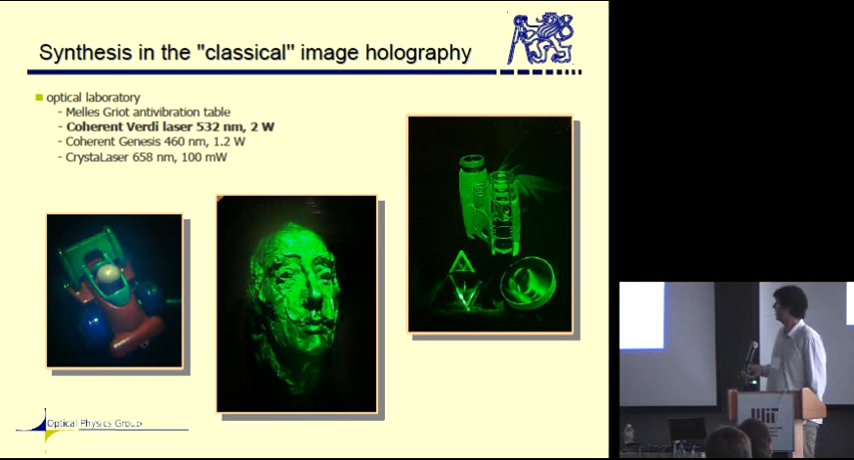 Synthesis in the "classical" image holography
optical laboratory
- Melles Griot antivibration table
- Coherent Verdi laser 532 nm, 2 W
- Coherent Genesis 460 nm, 1.2 W
- CrystaLaser 658 nm, 100 mW
Optical Physics Group
MIT